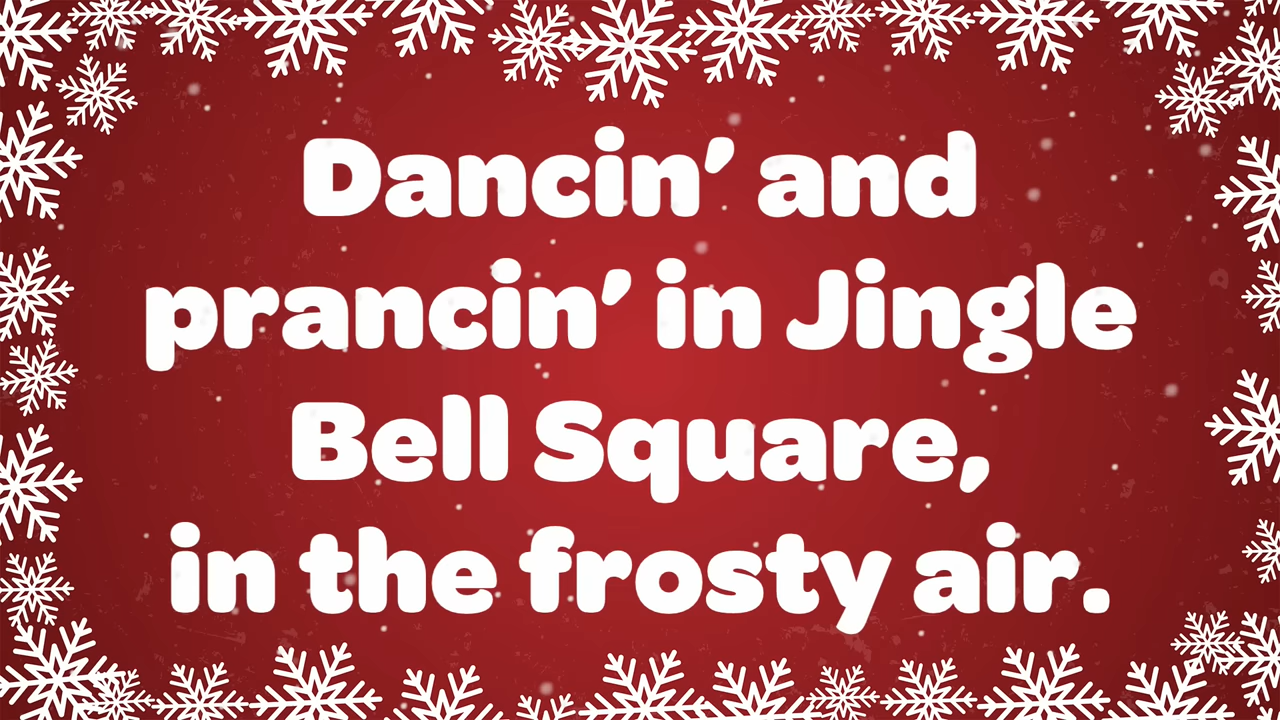 Dancin’ and
prancin’ in Jingle
Bell Square,
in the frosty air.